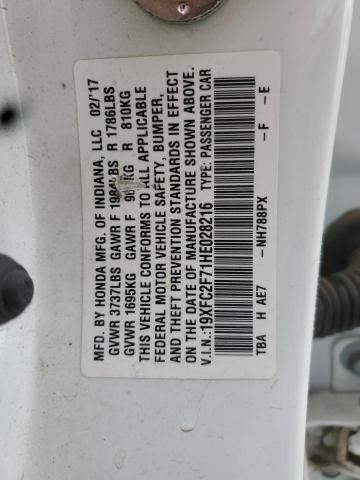 MFD. BY HONDA MFG. OF INDIANA, LLC 02/'17
GVWR 3737LBS GAWR F LBS R 1786LBS
GVWR 1695KG GAWR F KG R 810KG
THIS VEHICLE CONFORMS TO ALL APPLICABLE
FEDERAL MOTOR VEHICLE SAFETY, BUMPER,
AND THEFT PREVENTION STANDARDS IN EFFECT
ON THE DATE OF MANUFACTURE SHOWN ABOVE.
V.I.N.:19XFC2F71HE028216 TYPE: PASSENGER CAR
TBA H AE7 -NH788PX -F -E